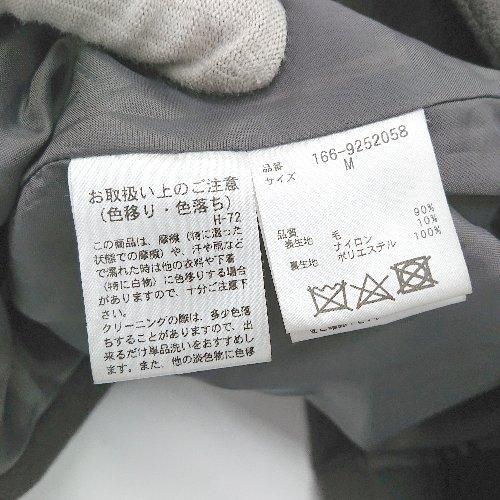 お取扱い上のご注意
(色移り・色落ち)
H-72
この商品は、摩擦(特に湿った
状態での摩擦)や、汗や雨など
で濡れた時は他の衣料や下着
(特に白物)に色移りする場合
がありますので、十分ご注意下
さい。
クリーニングの際は、多少色落
ちすることがありますので、出
来るだけ単品洗いをおすすめし
ます。また、他の淡色物に色移
品番 166-9252058
サイズ M
品質
表生地 毛 90%
ナイロン 10%
裏生地 ポリエステル 100%